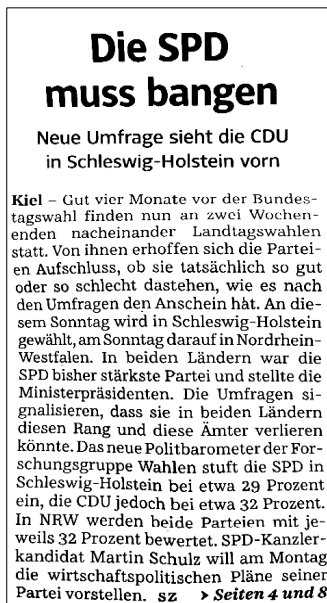 Die SPD
muss bangen
Neue Umfrage sieht die CDU
in Schleswig-Holstein vorn
Kiel – Gut vier Monate vor der Bundes-
tagswahl finden nun an zwei Wochen-
enden nacheinander Landtagswahlen
statt. Von ihnen erhoffen sich die Partei-
en Aufschluss, ob sie tatsächlich so gut
oder so schlecht dastehen, wie es nach
den Umfragen den Anschein hat. An die-
sem Sonntag wird in Schleswig-Holstein
gewählt, am Sonntag darauf in Nordrhein-
Westfalen. In beiden Ländern war die
SPD bisher stärkste Partei und stellte die
Ministerpräsidenten. Die Umfragen si-
gnalisieren, dass sie in beiden Ländern
diesen Rang und diese Ämter verlieren
könnte. Das neue Politbarometer der For-
schungsgruppe Wahlen stuft die SPD in
Schleswig-Holstein bei etwa 29 Prozent
ein, die CDU jedoch bei etwa 32 Prozent.
In NRW werden beide Parteien mit je-
weils 32 Prozent bewertet. SPD-Kanzler-
kandidat Martin Schulz will am Montag
die wirtschaftspolitischen Pläne seiner
Partei vorstellen. SZ › Seiten 4 und 8